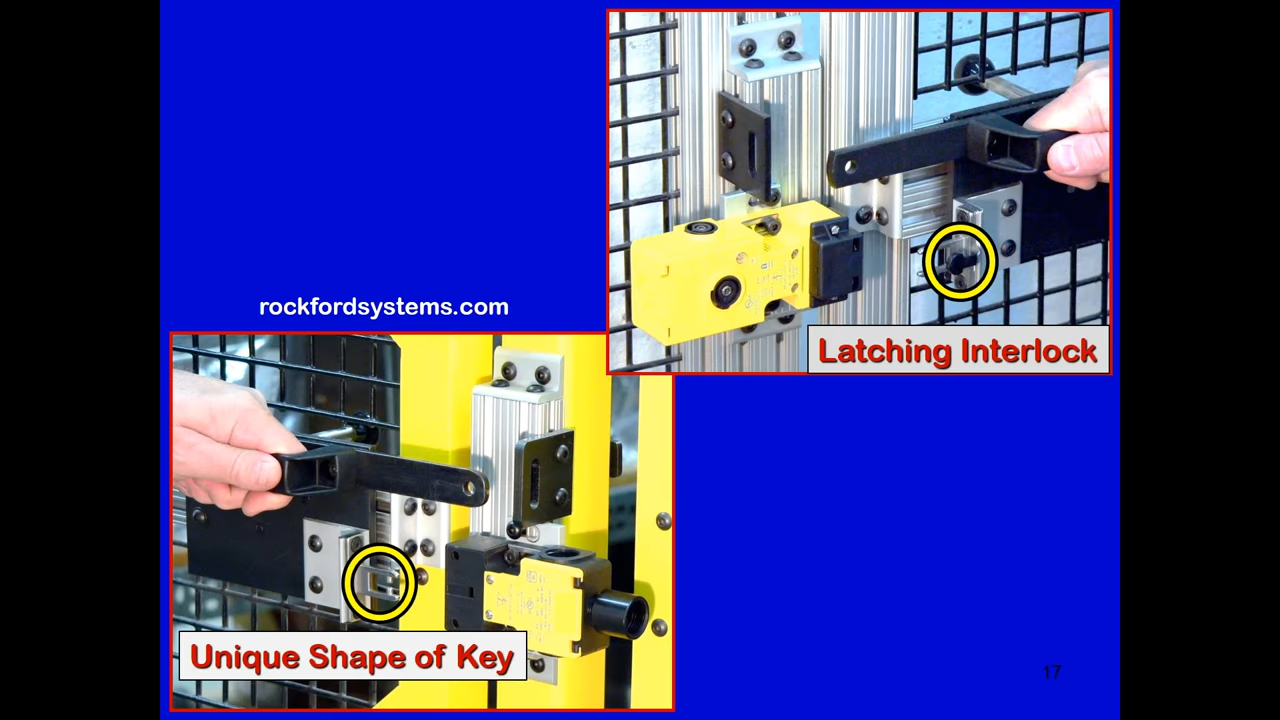 Latching Interlock
rockfordsystems.com
Unique Shape of Key
17